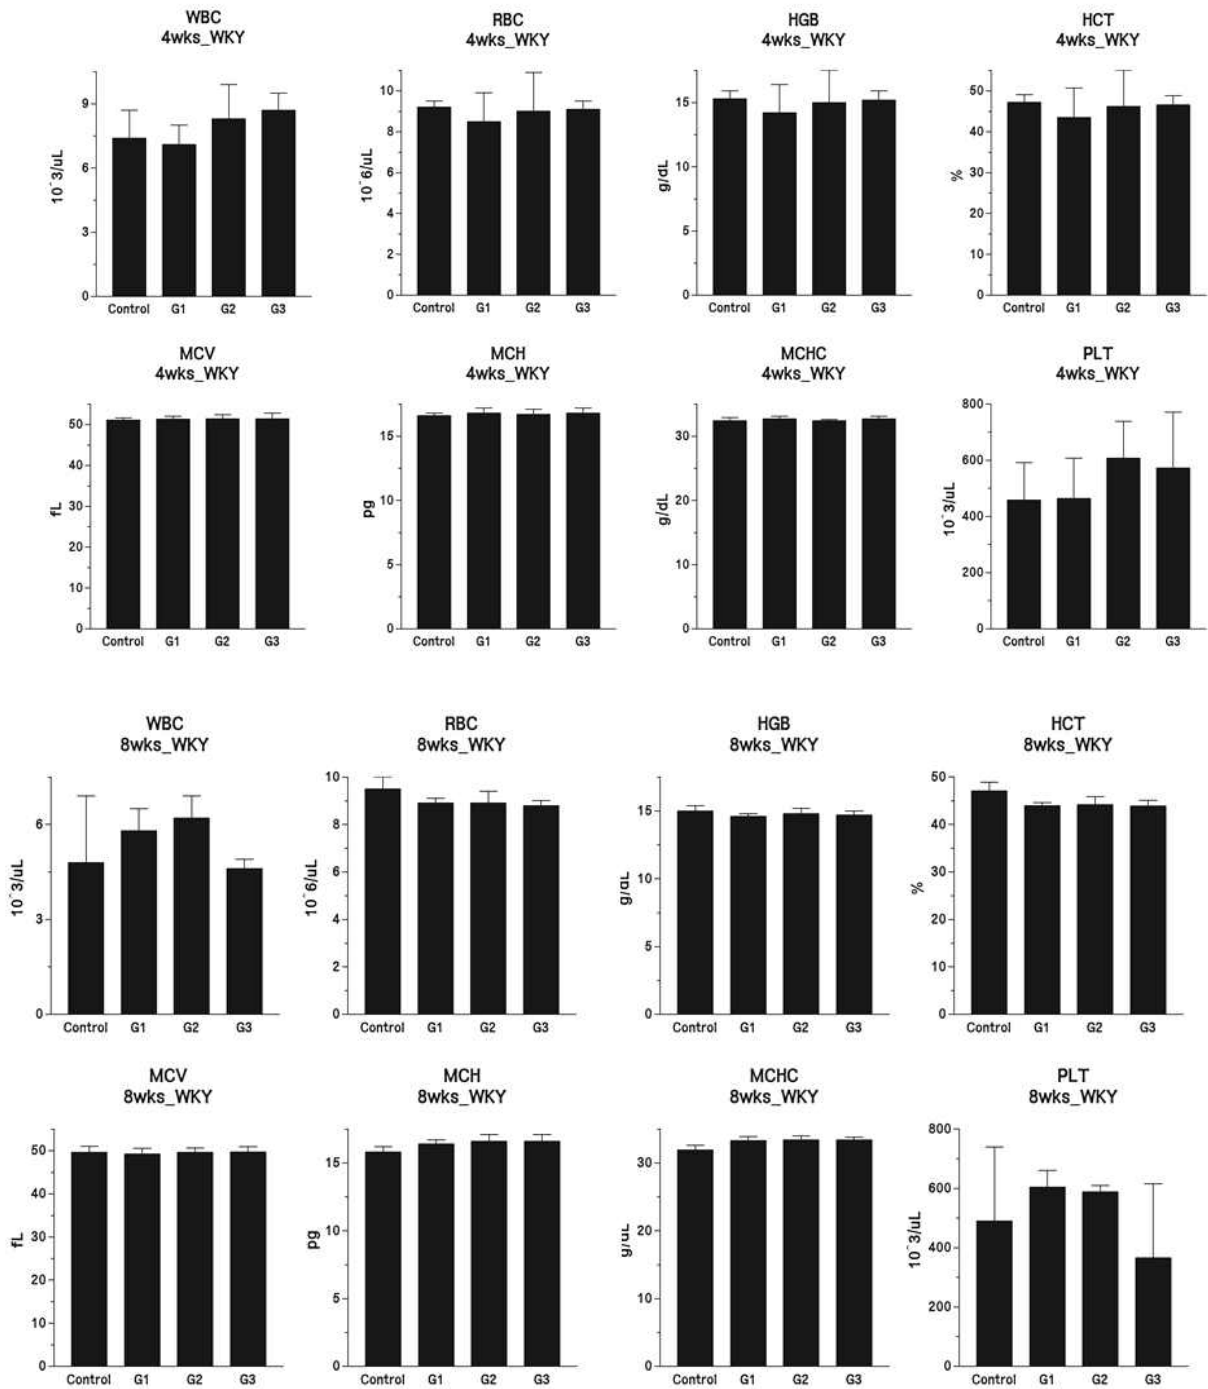 WBC
4wks_WKY
10^3/uL
9
6
3
0
Control G1 G2 G3
RBC
4wks_WKY
10^6/uL
10
8
6
4
2
0
Control G1 G2 G3
HGB
4wks_WKY
g/dL
15
10
5
0
Control G1 G2 G3
HCT
4wks_WKY
%
50
40
30
20
10
0
Control G1 G2 G3
MCV
4wks_WKY
fL
50
40
30
20
10
0
Control G1 G2 G3
MCH
4wks_WKY
pg
15
10
5
0
Control G1 G2 G3
MCHC
4wks_WKY
g/dL
30
20
10
0
Control G1 G2 G3
PLT
4wks_WKY
10^3/uL
800
600
400
200
0
Control G1 G2 G3
WBC
8wks_WKY
10^3/uL
6
3
0
Control G1 G2 G3
RBC
8wks_WKY
10^6/uL
10
8
6
4
2
0
Control G1 G2 G3
HGB
8wks_WKY
g/dL
15
10
5
0
Control G1 G2 G3
HCT
8wks_WKY
%
50
40
30
20
10
0
Control G1 G2 G3
MCV
8wks_WKY
fL
50
40
30
20
10
0
Control G1 G2 G3
MCH
8wks_WKY
pg
15
10
5
0
Control G1 G2 G3
MCHC
8wks_WKY
g/dL
30
20
10
0
Control G1 G2 G3
PLT
8wks_WKY
10^3/uL
800
600
400
200
0
Control G1 G2 G3